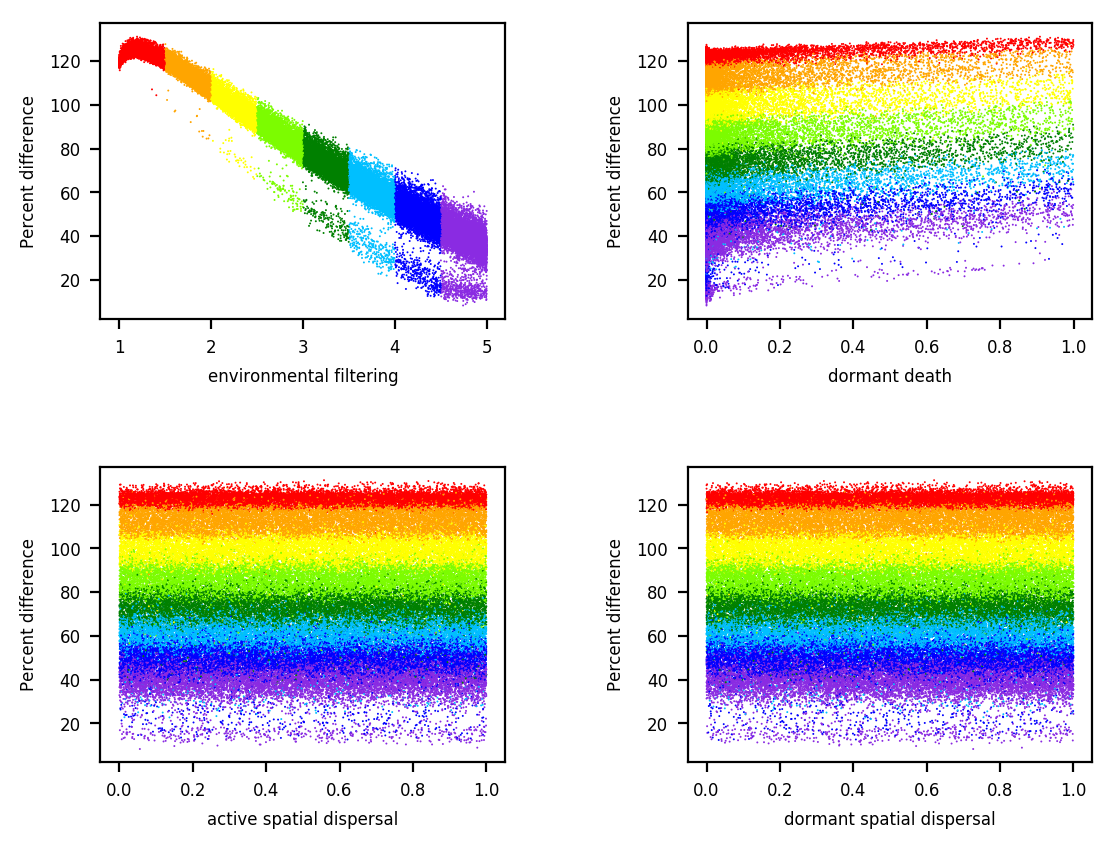 Percent difference
120
100
80
60
40
20
1 2 3 4 5
environmental filtering
Percent difference
120
100
80
60
40
20
0.0 0.2 0.4 0.6 0.8 1.0
dormant death
Percent difference
120
100
80
60
40
20
0.0 0.2 0.4 0.6 0.8 1.0
active spatial dispersal
Percent difference
120
100
80
60
40
20
0.0 0.2 0.4 0.6 0.8 1.0
dormant spatial dispersal